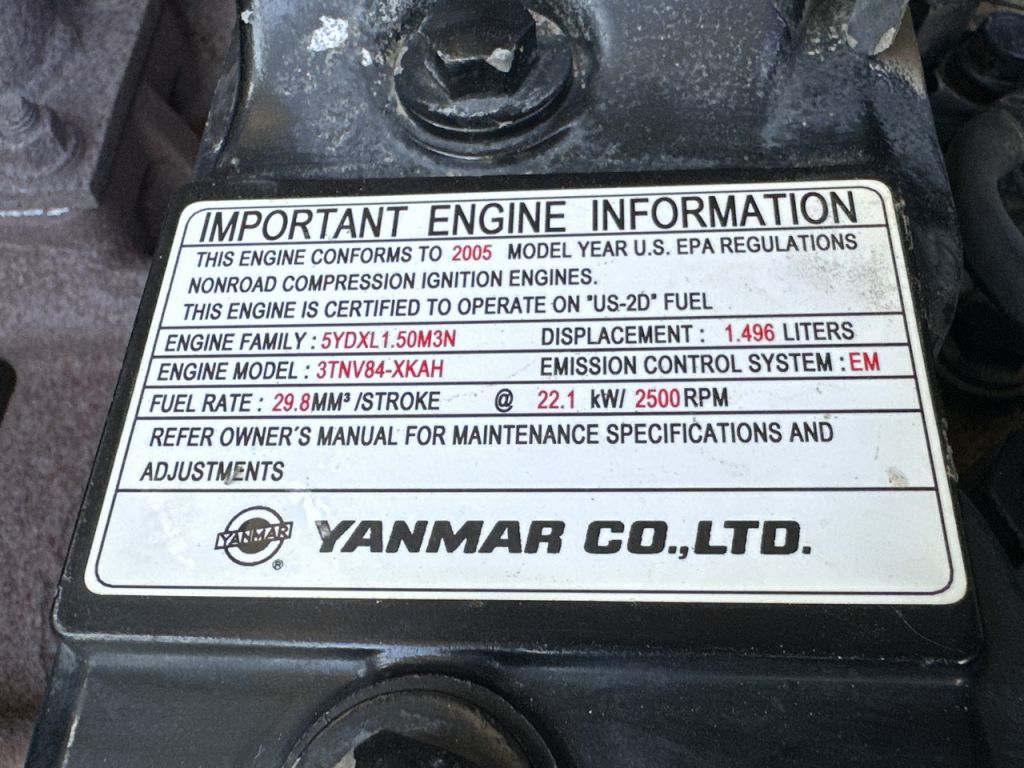 IMPORTANT ENGINE INFORMATION
THIS ENGINE CONFORMS TO 2005 MODEL YEAR U.S. EPA REGULATIONS
NONROAD COMPRESSION IGNITION ENGINES.
THIS ENGINE IS CERTIFIED TO OPERATE ON "US-2D" FUEL
ENGINE FAMILY : 5YDXL1.50M3N DISPLACEMENT : 1.496 LITERS
ENGINE MODEL : 3TNV84-XKAH EMISSION CONTROL SYSTEM : EM
FUEL RATE : 29.8MM³ /STROKE @ 22.1 kW/ 2500 RPM
REFER OWNER'S MANUAL FOR MAINTENANCE SPECIFICATIONS AND
ADJUSTMENTS
YANMAR ® YANMAR CO.,LTD.